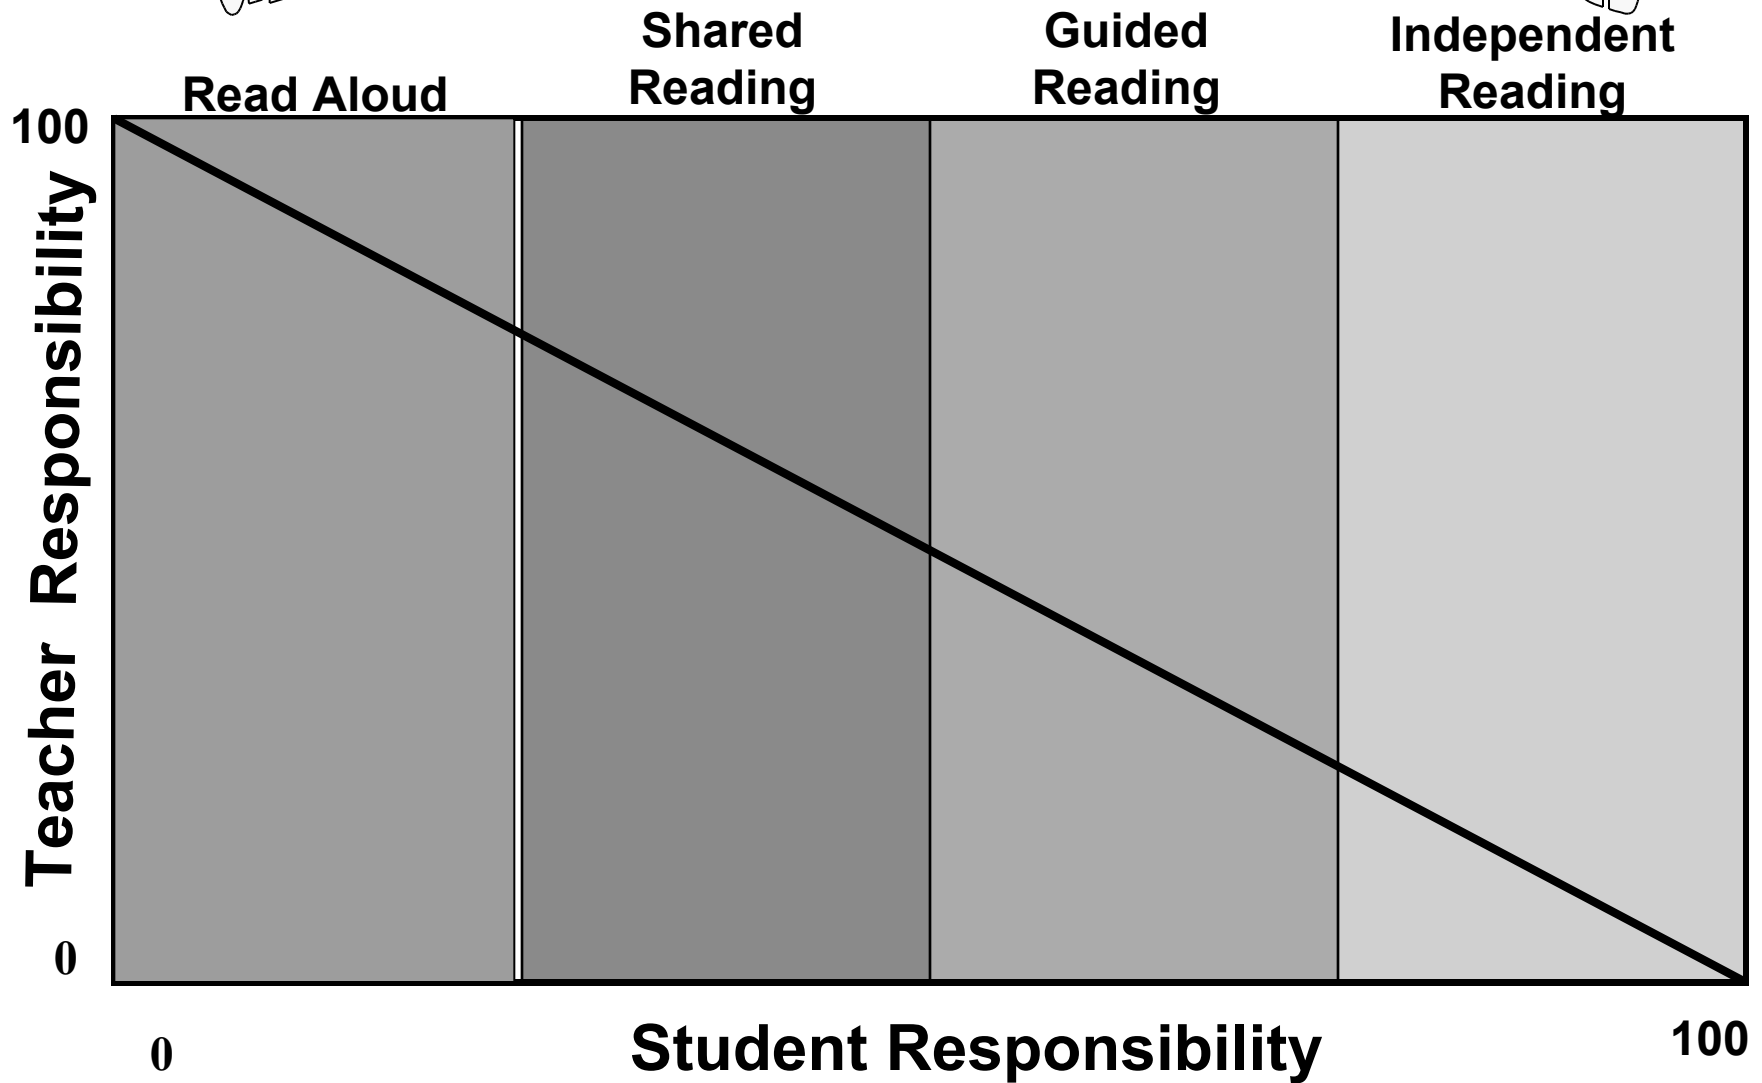 Shared
Reading
Guided
Reading
Independent
Reading
Read Aloud
100
Teacher Responsibility
0
0
Student Responsibility
100